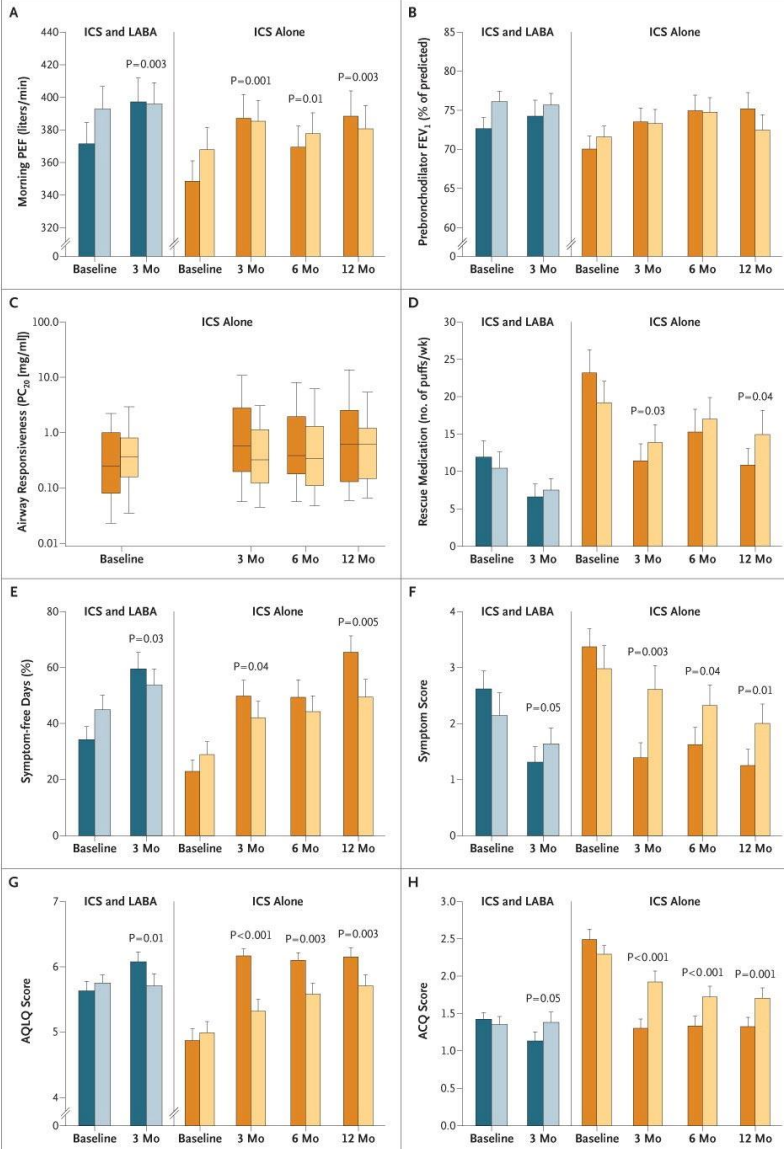 A
ICS and LABA
ICS Alone
Morning PEF (liters/min)
440
420
400
380
360
340
320
0
P=0.003
P=0.001
P=0.01
P=0.003
Baseline
3 Mo
Baseline
3 Mo
6 Mo
12 Mo
B
ICS and LABA
ICS Alone
Prebronchodilator FEV1 (% of predicted)
85
80
75
70
65
60
0
Baseline
3 Mo
Baseline
3 Mo
6 Mo
12 Mo
C
ICS Alone
Airway Responsiveness (PC20 [mg/ml])
100.0
10.0
1.0
0.10
0.01
Baseline
3 Mo
6 Mo
12 Mo
D
ICS and LABA
ICS Alone
Rescue Medication (no. of puffs/wk)
30
25
20
15
10
5
0
P=0.03
P=0.04
Baseline
3 Mo
Baseline
3 Mo
6 Mo
12 Mo
E
ICS and LABA
ICS Alone
Symptom-free Days (%)
80
60
40
20
0
P=0.03
P=0.04
P=0.005
Baseline
3 Mo
Baseline
3 Mo
6 Mo
12 Mo
F
ICS and LABA
ICS Alone
Symptom Score
4
3
2
1
0
P=0.05
P=0.003
P=0.04
P=0.01
Baseline
3 Mo
Baseline
3 Mo
6 Mo
12 Mo
G
ICS and LABA
ICS Alone
AQLQ Score
7
6
5
4
0
P=0.01
P<0.001
P=0.003
P=0.003
Baseline
3 Mo
Baseline
3 Mo
6 Mo
12 Mo
H
ICS and LABA
ICS Alone
ACQ Score
3.0
2.5
2.0
1.5
1.0
0.5
0.0
P=0.05
P<0.001
P<0.001
P=0.001
Baseline
3 Mo
Baseline
3 Mo
6 Mo
12 Mo